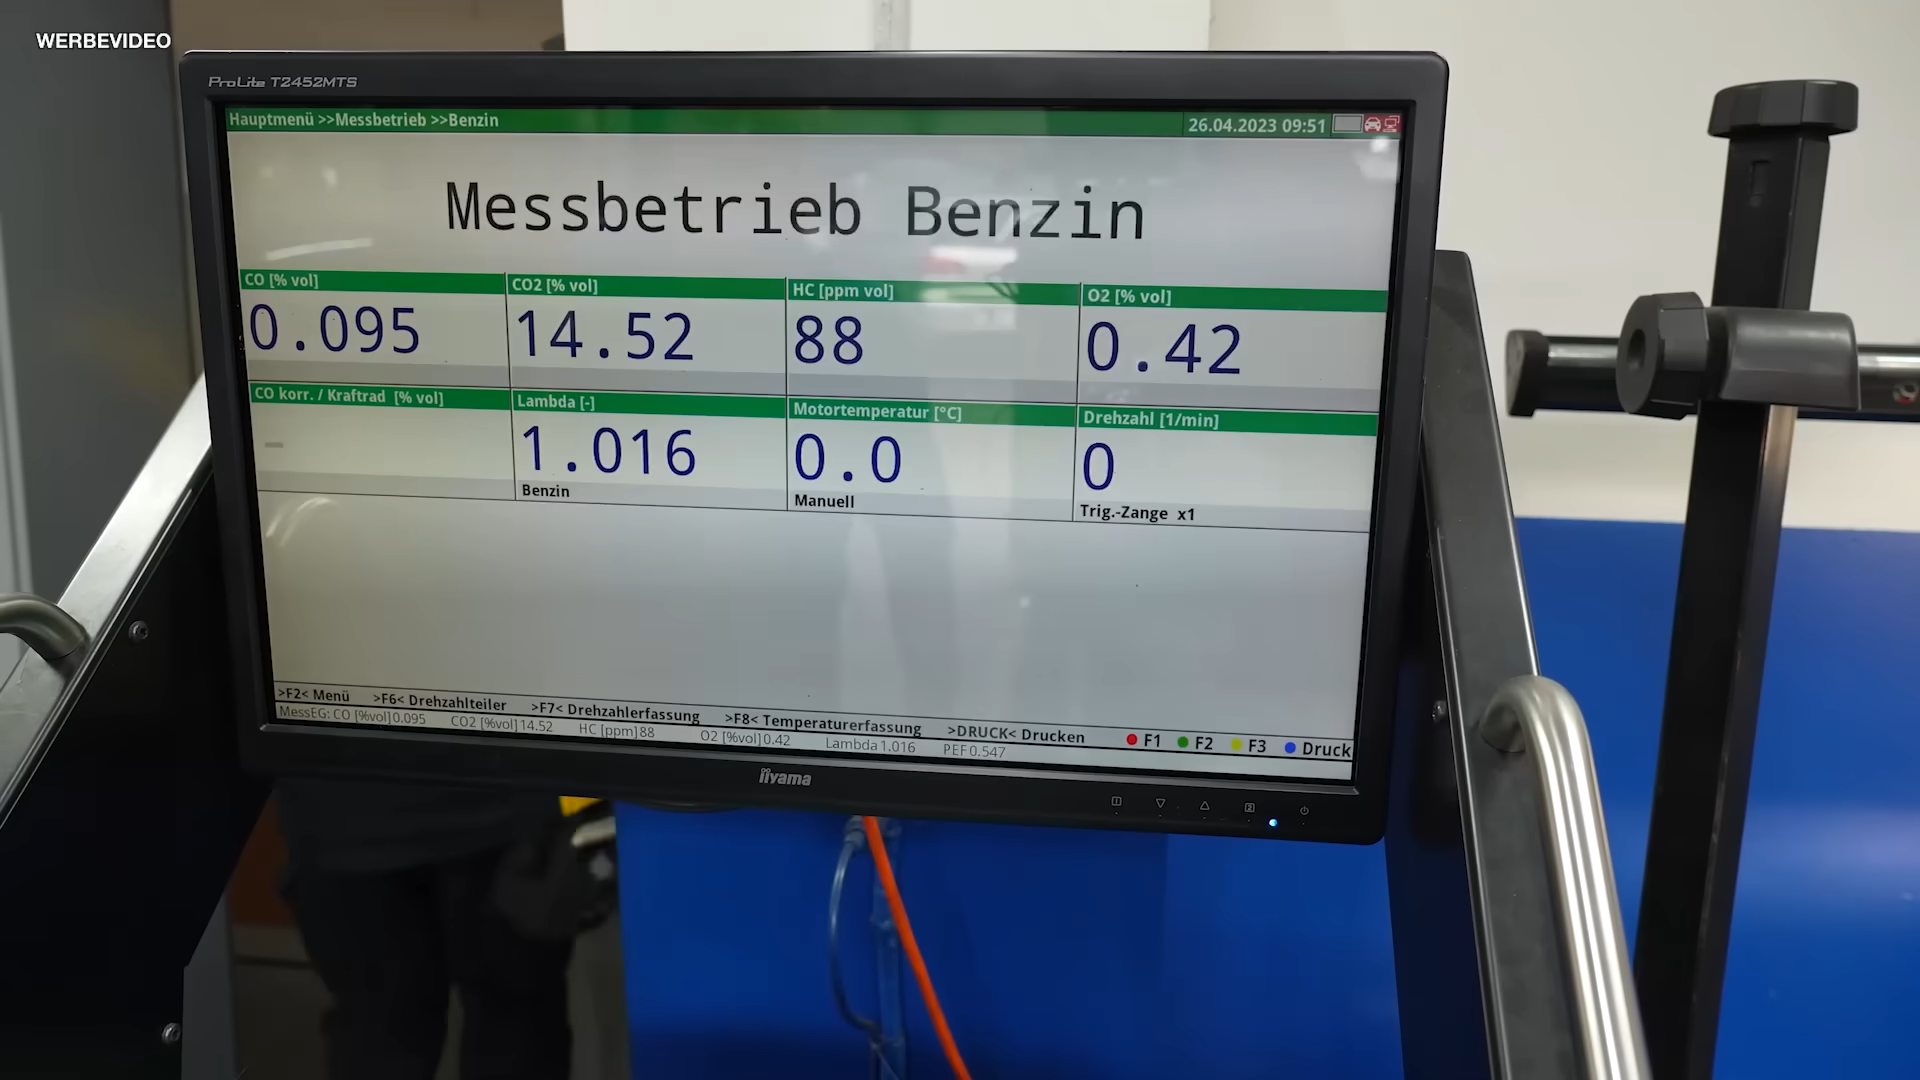 WERBEVIDEO
ProLite T2452MTS
Hauptmenü >>Messbetrieb >>Benzin
26.04.2023 09:51
Messbetrieb Benzin
CO [% vol]
CO2 [% vol]
HC [ppm vol]
O2 [% vol]
0.095
14.52
88
0.42
CO korr. / Kraftrad [% vol]
Lambda [-]
Motortemperatur [°C]
Drehzahl [1/min]
-
1.016
0.0
0
Benzin
Manuell
Trig.-Zange x1
>F2< Menü >F6< Drehzahlteiler >F7< Drehzahlerfassung >F8< Temperaturerfassung >DRUCK< Drucken
F1 F2 F3 Druck
MessEG: CO [%vol]0.095 CO2 [%vol]14.52 HC [ppm]88 O2 [%vol]0.42 Lambda1.016 PEF0.547
iiyama